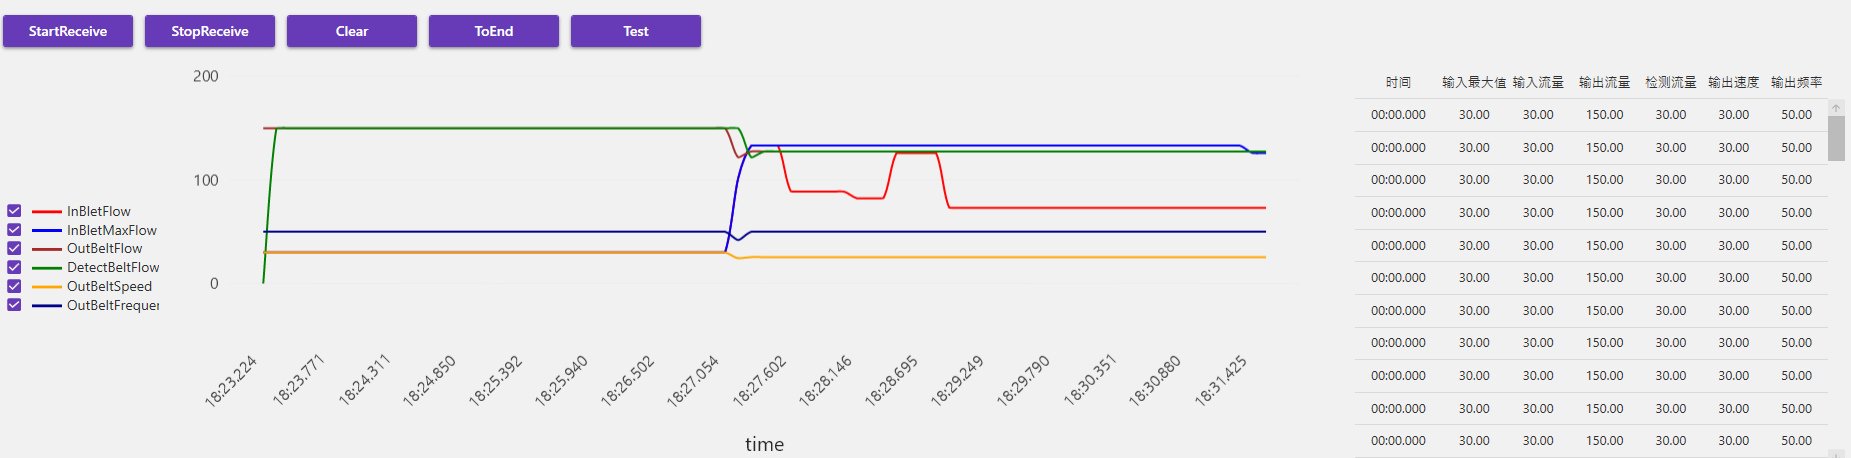 StartReceive StopReceive Clear ToEnd Test
200
100
0
InBletFlow
InBletMaxFlow
OutBeltFlow
DetectBeltFlow
OutBeltSpeed
OutBeltFrequen
18:23.224 18:23.771 18:24.311 18:24.850 18:25.392 18:25.940 18:26.502 18:27.054 18:27.602 18:28.146 18:28.695 18:29.249 18:29.790 18:30.351 18:30.880 18:31.425
time
时间 输入最大值 输入流量 输出流量 检测流量 输出速度 输出频率
00:00.000 30.00 30.00 150.00 30.00 30.00 50.00
00:00.000 30.00 30.00 150.00 30.00 30.00 50.00
00:00.000 30.00 30.00 150.00 30.00 30.00 50.00
00:00.000 30.00 30.00 150.00 30.00 30.00 50.00
00:00.000 30.00 30.00 150.00 30.00 30.00 50.00
00:00.000 30.00 30.00 150.00 30.00 30.00 50.00
00:00.000 30.00 30.00 150.00 30.00 30.00 50.00
00:00.000 30.00 30.00 150.00 30.00 30.00 50.00
00:00.000 30.00 30.00 150.00 30.00 30.00 50.00
00:00.000 30.00 30.00 150.00 30.00 30.00 50.00
00:00.000 30.00 30.00 150.00 30.00 30.00 50.00